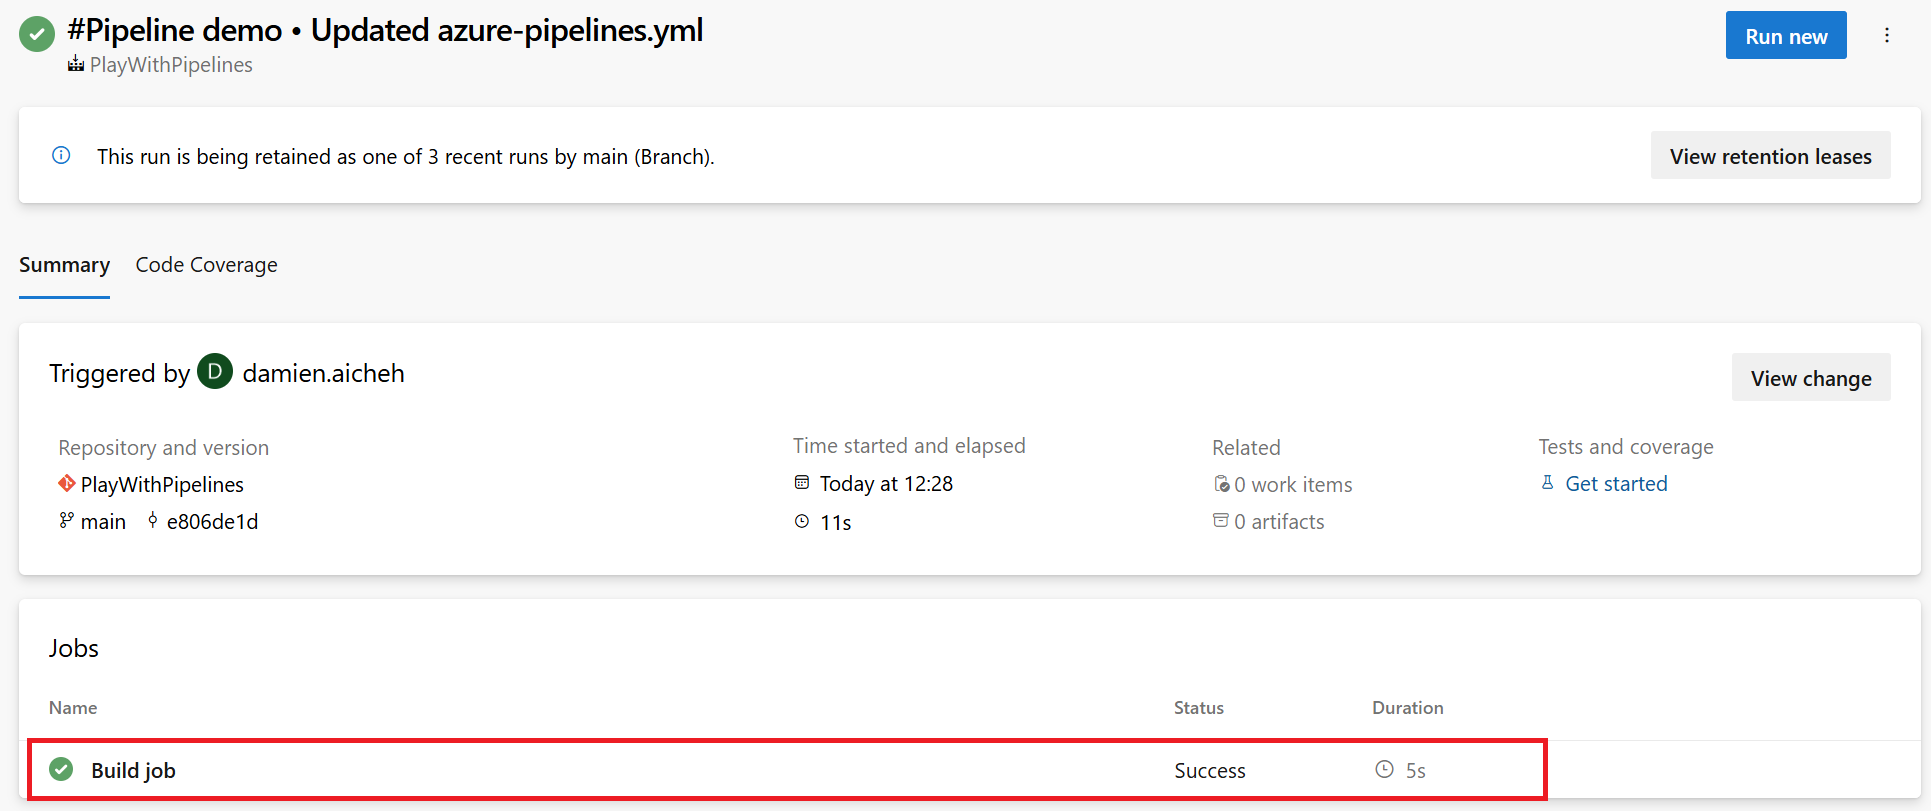 #Pipeline demo • Updated azure-pipelines.yml
PlayWithPipelines
Run new
This run is being retained as one of 3 recent runs by main (Branch).
View retention leases
Summary Code Coverage
Triggered by D damien.aicheh
View change
Repository and version
PlayWithPipelines
main e806de1d
Time started and elapsed
Today at 12:28
11s
Related
0 work items
0 artifacts
Tests and coverage
Get started
Jobs
Name Status Duration
Build job Success 5s